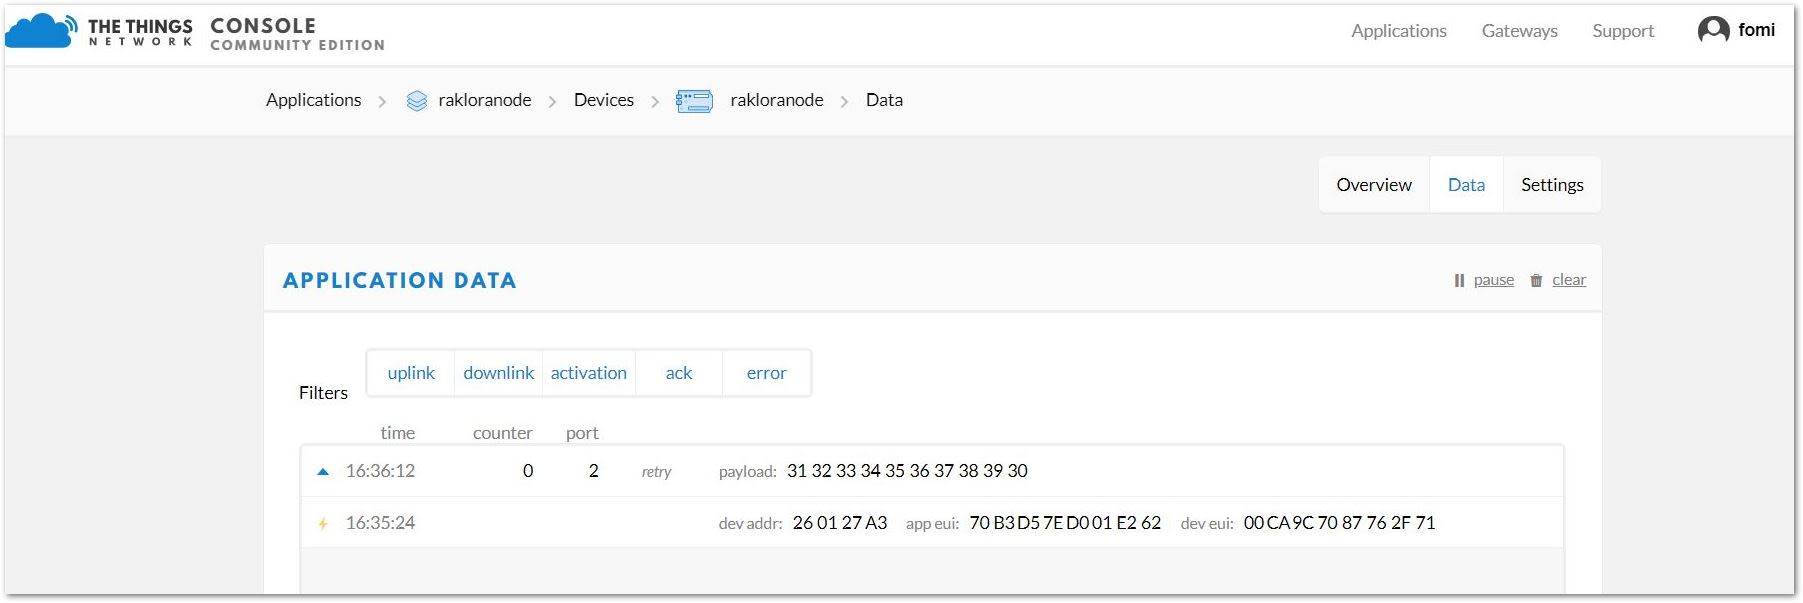 THE THINGS NETWORK CONSOLE COMMUNITY EDITION
Applications Gateways Support fomi
Applications > rakloranode > Devices > rakloranode > Data
Overview Data Settings
APPLICATION DATA pause clear
Filters uplink downlink activation ack error
time counter port
16:36:12 0 2 retry payload: 31 32 33 34 35 36 37 38 39 30
16:35:24 dev addr: 26 01 27 A3 app eui: 70 B3 D5 7E D0 01 E2 62 dev eui: 00 CA 9C 70 87 76 2F 71